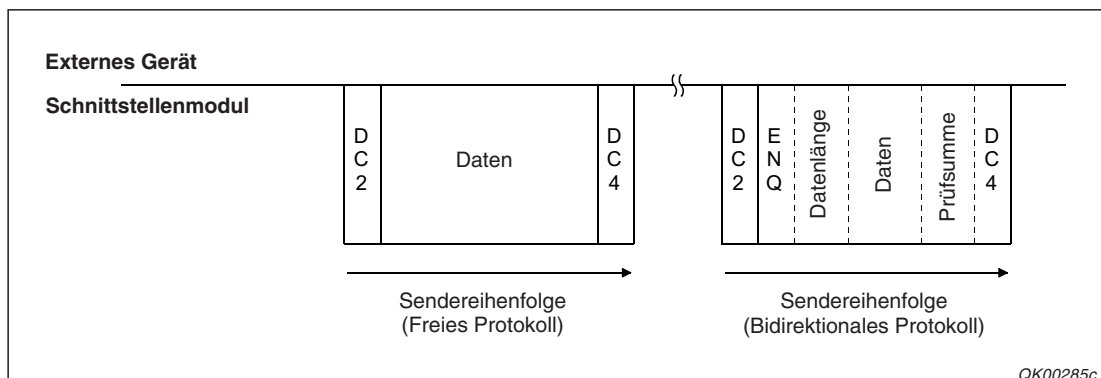 Externes Gerät
Schnittstellenmodul
DC2
Daten
DC4
DC2
ENQ
Datenlänge
Daten
Prüfsumme
DC4
Sendereihenfolge
(Freies Protokoll)
Sendereihenfolge
(Bidirektionales Protokoll)
QK00285c